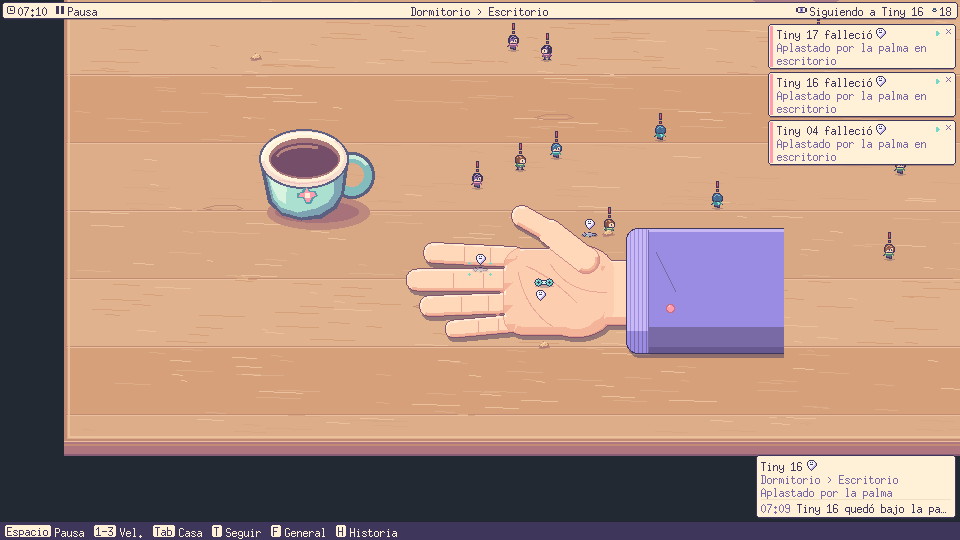 07:10 Pausa
Dormitorio > Escritorio
Siguiendo a Tiny 16 18
Tiny 17 falleció
Aplastado por la palma en
escritorio
Tiny 16 falleció
Aplastado por la palma en
escritorio
Tiny 04 falleció
Aplastado por la palma en
escritorio
Tiny 16
Dormitorio > Escritorio
Aplastado por la palma
07:09 Tiny 16 quedó bajo la pa…
Espacio Pausa 1-3 Vel. Tab Casa T Seguir F General H Historia